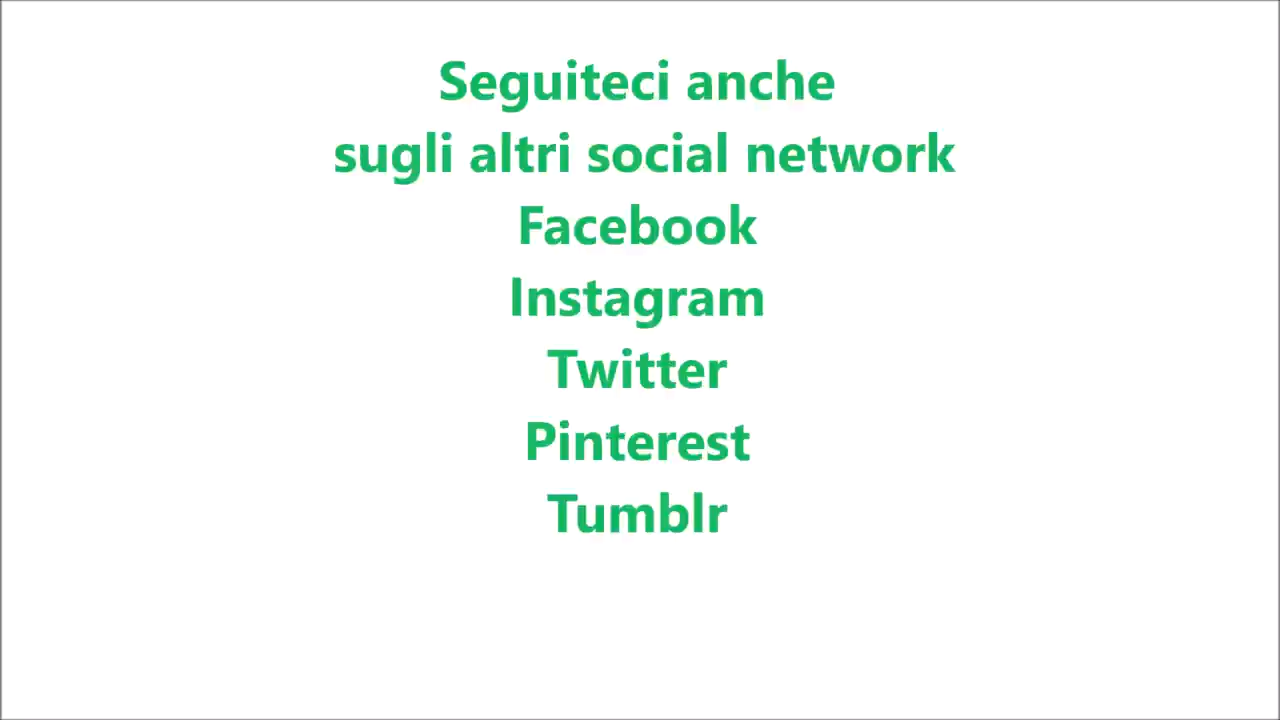 Seguiteci anche
sugli altri social network
Facebook
Instagram
Twitter
Pinterest
Tumblr